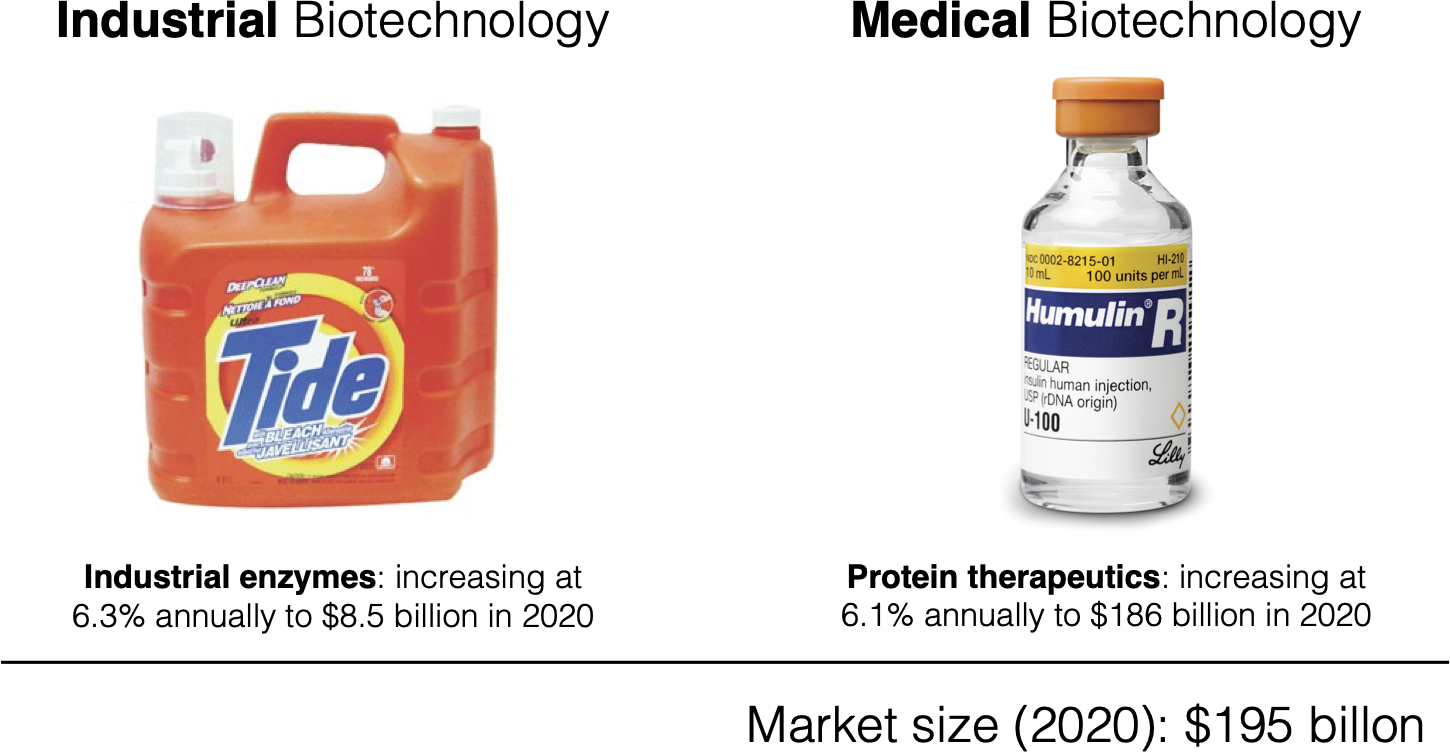 Industrial Biotechnology
Medical Biotechnology
DEEP CLEAN
NETTOIE À FOND
Ultra
Tide
BLEACH
JAVELLISANT
NDC 0002-8215-01 HI-210
10 mL 100 units per mL
Humulin® R
REGULAR
insulin human injection,
USP (rDNA origin)
U-100
Lilly
Industrial enzymes: increasing at
6.3% annually to $8.5 billion in 2020
Protein therapeutics: increasing at
6.1% annually to $186 billion in 2020
Market size (2020): $195 billon